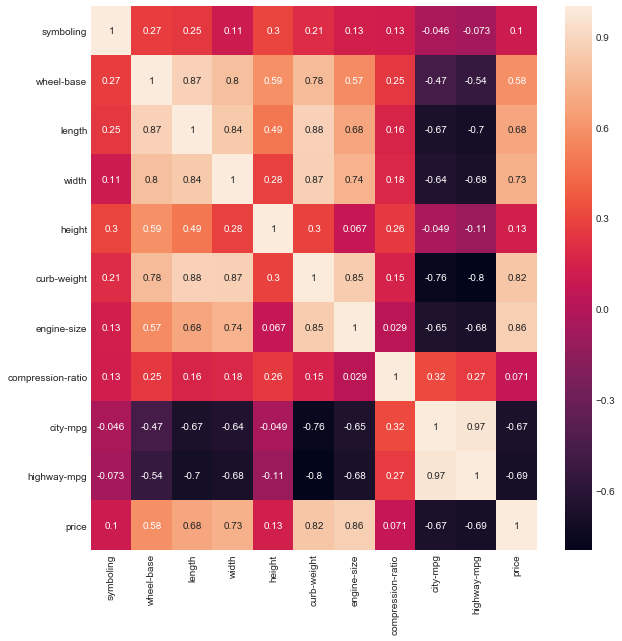 symboling 1 0.27 0.25 0.11 0.3 0.21 0.13 0.13 -0.046 -0.073 0.1
wheel-base 0.27 1 0.87 0.8 0.59 0.78 0.57 0.25 -0.47 -0.54 0.58
length 0.25 0.87 1 0.84 0.49 0.88 0.68 0.16 -0.67 -0.7 0.68
width 0.11 0.8 0.84 1 0.28 0.87 0.74 0.18 -0.64 -0.68 0.73
height 0.3 0.59 0.49 0.28 1 0.3 0.067 0.26 -0.049 -0.11 0.13
curb-weight 0.21 0.78 0.88 0.87 0.3 1 0.85 0.15 -0.76 -0.8 0.82
engine-size 0.13 0.57 0.68 0.74 0.067 0.85 1 0.029 -0.65 -0.68 0.86
compression-ratio 0.13 0.25 0.16 0.18 0.26 0.15 0.029 1 0.32 0.27 0.071
city-mpg -0.046 -0.47 -0.67 -0.64 -0.049 -0.76 -0.65 0.32 1 0.97 -0.67
highway-mpg -0.073 -0.54 -0.7 -0.68 -0.11 -0.8 -0.68 0.27 0.97 1 -0.69
price 0.1 0.58 0.68 0.73 0.13 0.82 0.86 0.071 -0.67 -0.69 1
symboling
wheel-base
length
width
height
curb-weight
engine-size
compression-ratio
city-mpg
highway-mpg
price
0.9
0.6
0.3
0.0
−0.3
−0.6